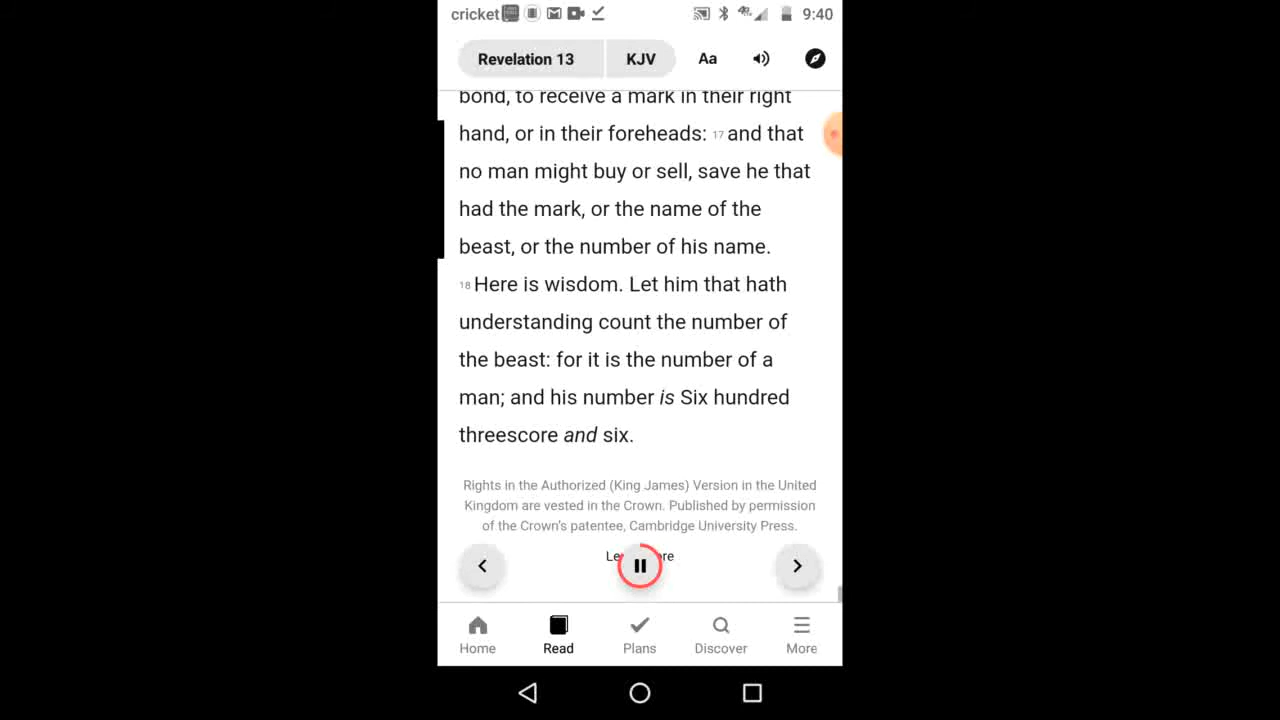 cricket 9:40
Revelation 13 KJV Aa
bond, to receive a mark in their right
hand, or in their foreheads: 17 and that
no man might buy or sell, save he that
had the mark, or the name of the
beast, or the number of his name.
18 Here is wisdom. Let him that hath
understanding count the number of
the beast: for it is the number of a
man; and his number is Six hundred
threescore and six.
Rights in the Authorized (King James) Version in the United
Kingdom are vested in the Crown. Published by permission
of the Crown's patentee, Cambridge University Press.
Home Read Plans Discover More